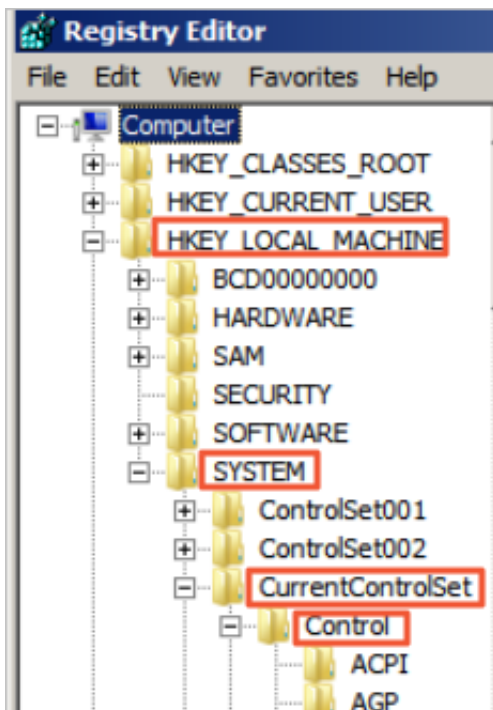 Registry Editor
File Edit View Favorites Help
Computer
HKEY_CLASSES_ROOT
HKEY_CURRENT_USER
HKEY_LOCAL_MACHINE
BCD00000000
HARDWARE
SAM
SECURITY
SOFTWARE
SYSTEM
ControlSet001
ControlSet002
CurrentControlSet
Control
ACPI
AGP